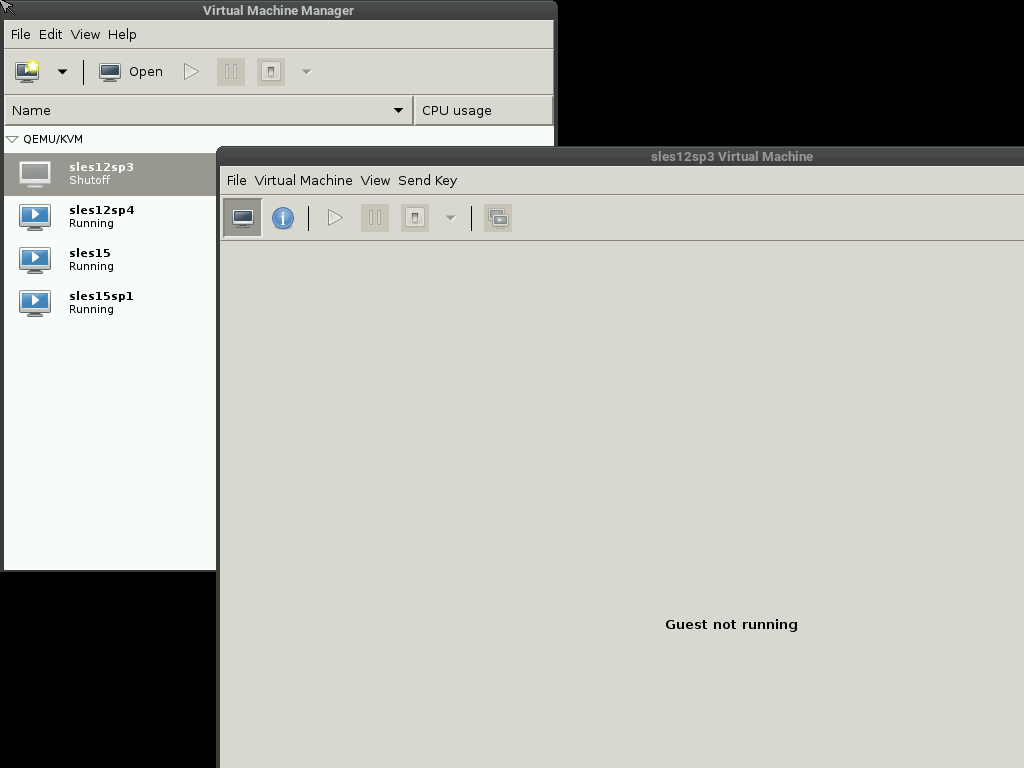 Virtual Machine Manager
File Edit View Help
Open
Name CPU usage
QEMU/KVM
sles12sp3
Shutoff
sles12sp4
Running
sles15
Running
sles15sp1
Running
sles12sp3 Virtual Machine
File Virtual Machine View Send Key
Guest not running